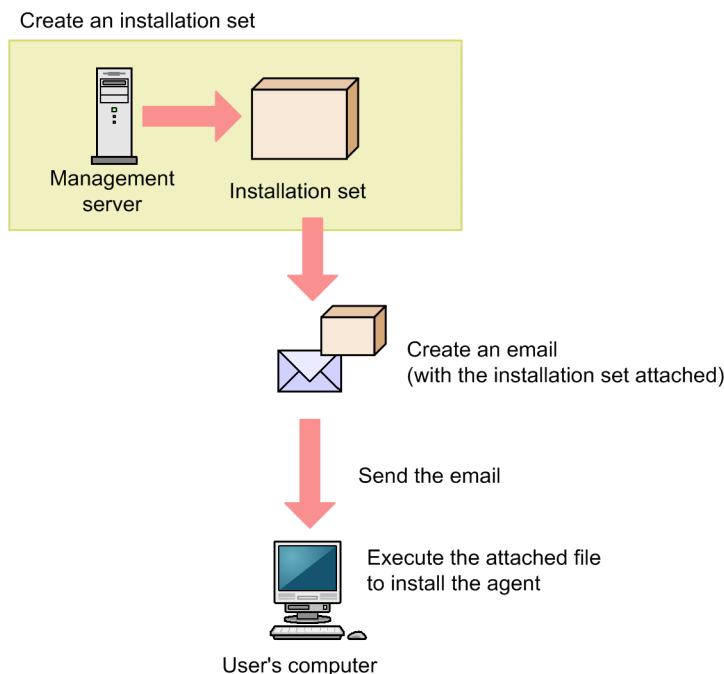 Create an installation set
Management
server
Installation set
Create an email
(with the installation set attached)
Send the email
Execute the attached file
to install the agent
User's computer